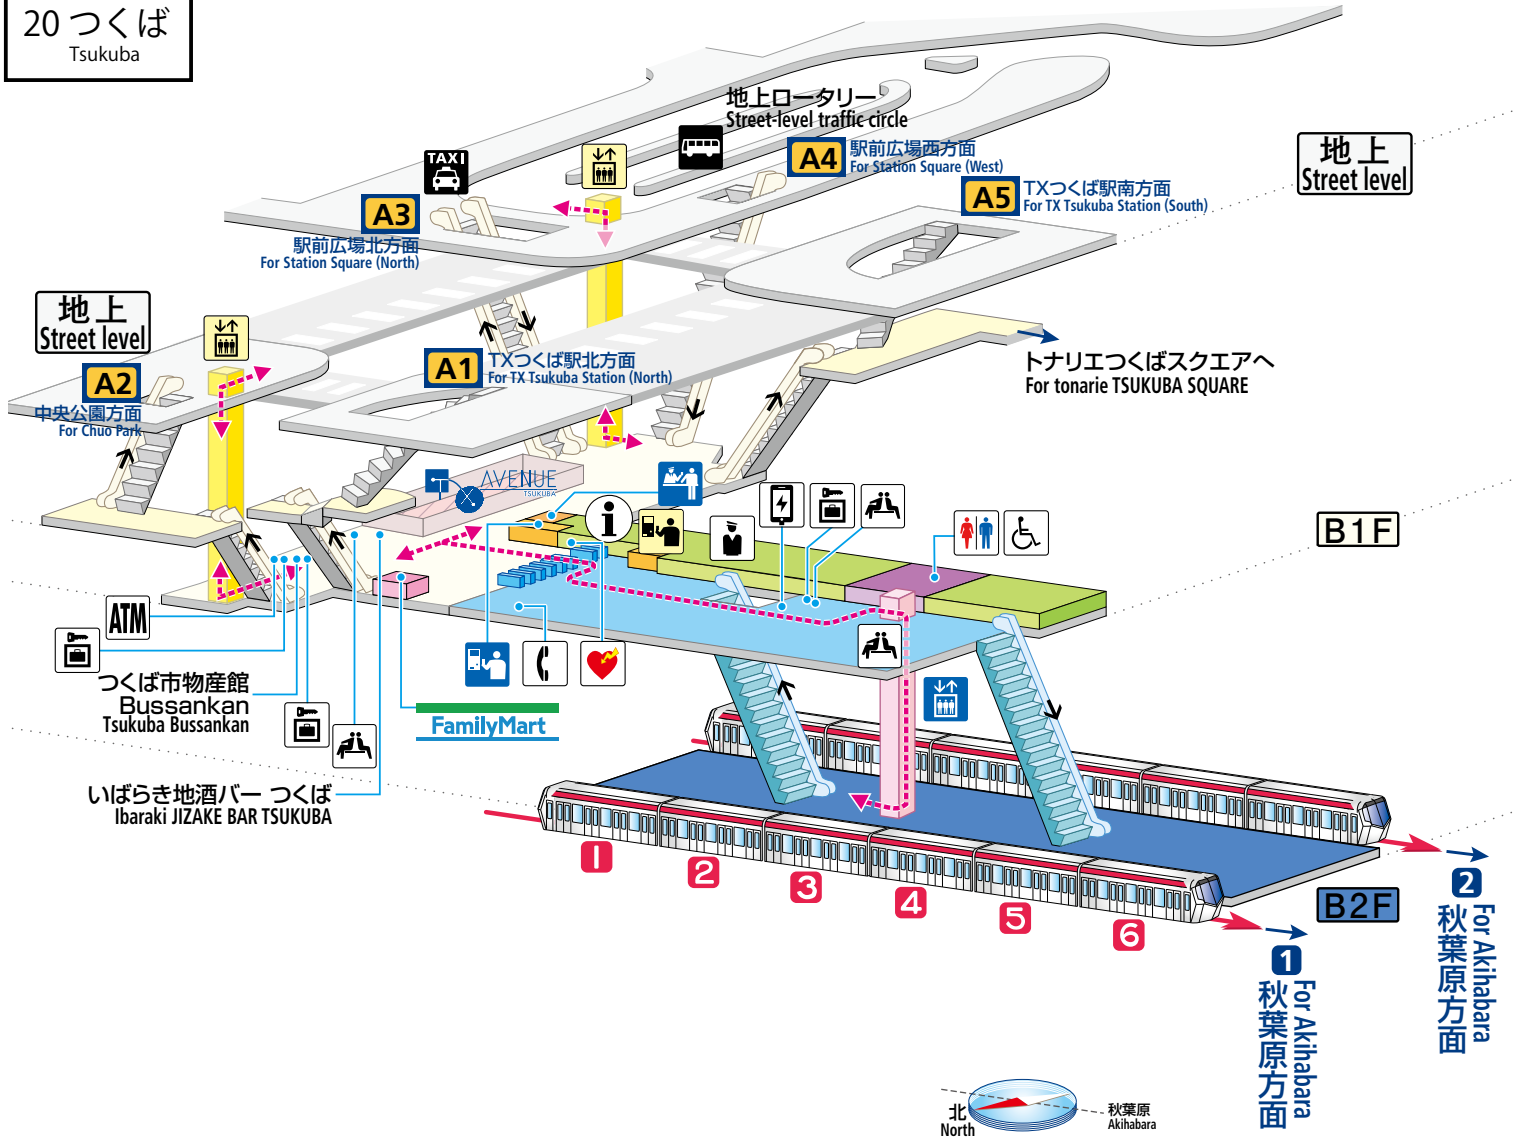 20 つくば
Tsukuba
地上ロータリー
Street-level traffic circle
TAXI
A4
駅前広場西方面
For Station Square (West)
地上
Street level
A5
TXつくば駅南方面
For TX Tsukuba Station (South)
A3
駅前広場北方面
For Station Square (North)
地上
Street level
A2
中央公園方面
For Chuo Park
A1
TXつくば駅北方面
For TX Tsukuba Station (North)
トナリエつくばスクエアへ
For tonarie TSUKUBA SQUARE
AVENUE
TSUKUBA
i
B1F
ATM
つくば市物産館
Bussankan
Tsukuba Bussankan
FamilyMart
いばらき地酒バー つくば
Ibaraki JIZAKE BAR TSUKUBA
1
2
3
4
5
6
B2F
2
秋葉原方面
For Akihabara
1
秋葉原方面
For Akihabara
北
North
秋葉原
Akihabara